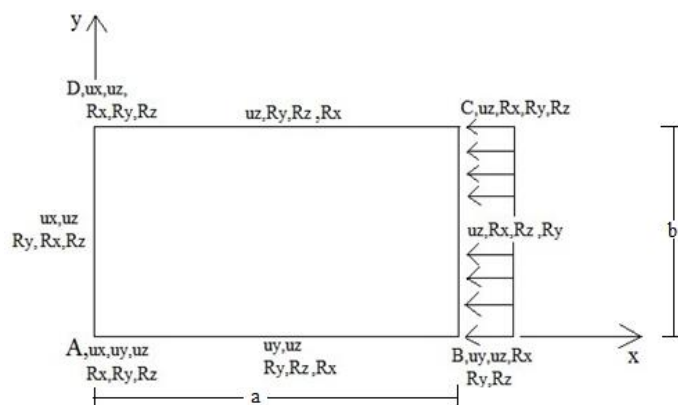 y
D,ux,uz,
Rx,Ry,Rz
uz,Ry,Rz ,Rx
C,uz,Rx,Ry,Rz
ux,uz
Ry, Rx,Rz
uz,Rx,Rz ,Ry
b
A,ux,uy,uz
Rx,Ry,Rz
uy,uz
Ry,Rz ,Rx
B,uy,uz,Rx
Ry,Rz
x
a